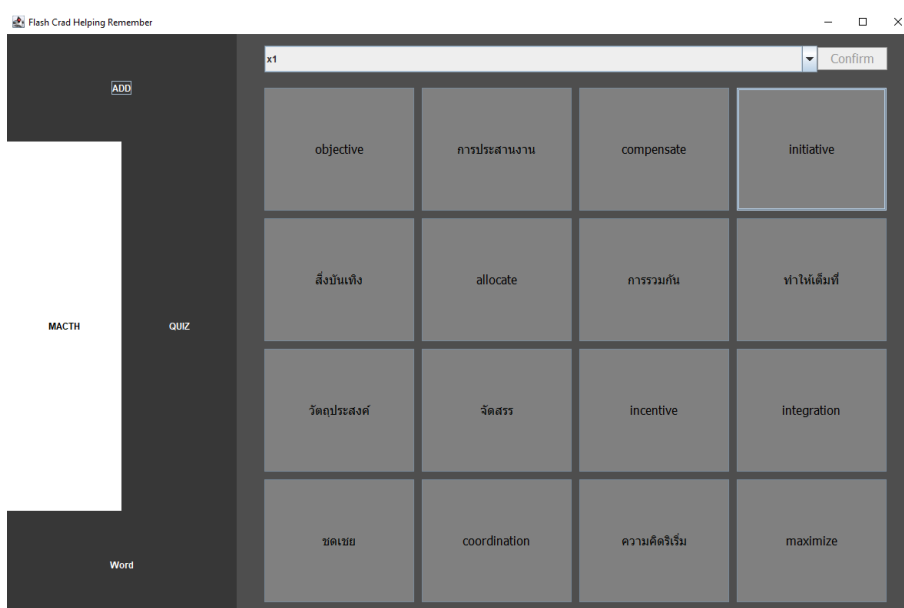 Flash Crad Helping Remember
ADD
MACTH
QUIZ
Word
x1
Confirm
objective
การประสานงาน
compensate
initiative
สิ่งบันเทิง
allocate
การรวมกัน
ทำให้เต็มที่
วัตถุประสงค์
จัดสรร
incentive
integration
ชดเชย
coordination
ความคิดริเริ่ม
maximize